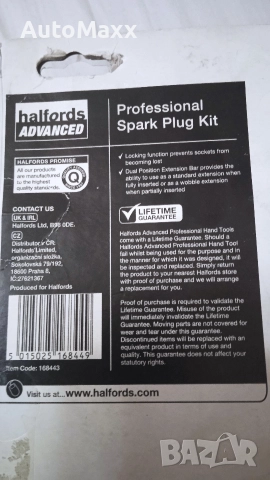 AutoMaxx
halfords
ADVANCED
Professional
Spark Plug Kit
HALFORDS PROMISE
All our products
are manufactured
to the highest
quality standards.
Q
✓ Locking function prevents sockets from
becoming lost
✓ Dual Position Extension Bar provides the
ability to use as a standard extension when
fully inserted or as a wobble extension
when partially inserted
CONTACT US
UK & IRL
Halfords Ltd, B98 0DE.
CZ
Distributor v ČR:
Halfords Limited,
organizační složka,
Sokolovská 79/192,
18600 Praha 8,
IČ:27621367
Produced for Halfords
LIFETIME
GUARANTEE
Halfords Advanced Professional Hand Tools
come with a Lifetime Guarantee. Should a
Halfords Advanced Professional Hand Tool
fail whilst being used for the purpose and in
the manner for which it was designed, it will
be inspected and replaced. Simply return
the product to your nearest Halfords store
with proof of purchase and we will arrange
a replacement for you.
Proof of purchase is required to validate the
Lifetime Guarantee. Misuse of the product
will immediately invalidate the Lifetime
Guarantee. Moving parts are not covered for
wear and tear under this guarantee.
Discontinued items will be replaced with an
equivalent product in terms of use and
quality. This guarantee does not affect your
statutory rights.
5 015025 168449
Item Code: 168443
Visit us at... www.halfords.com
BAZAR